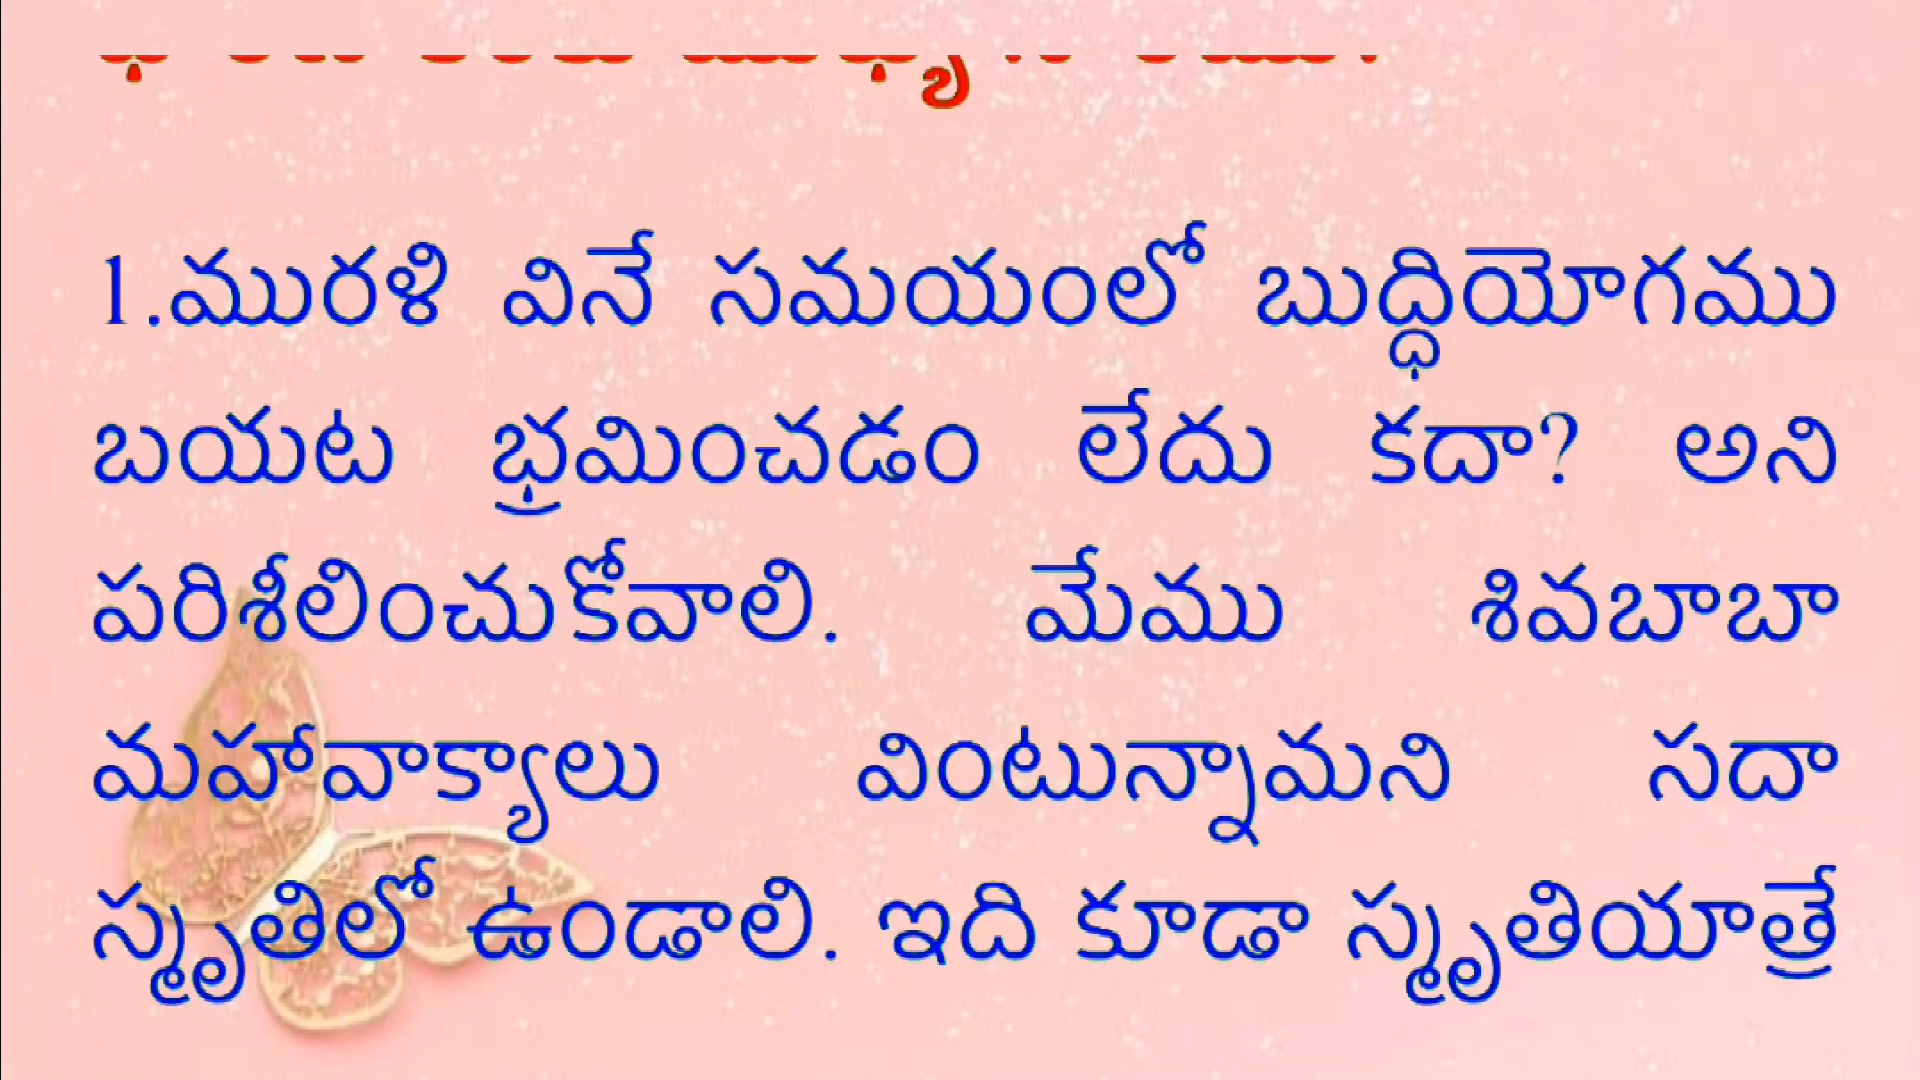 1.మురళి వినే సమయంలో బుద్ధియోగము
బయట భ్రమించడం లేదు కదా? అని
పరిశీలించుకోవాలి. మేము శివబాబా
మహావాక్యాలు వింటున్నామని సదా
స్మృతిలో ఉండాలి. ఇది కూడా స్మృతియాత్రే